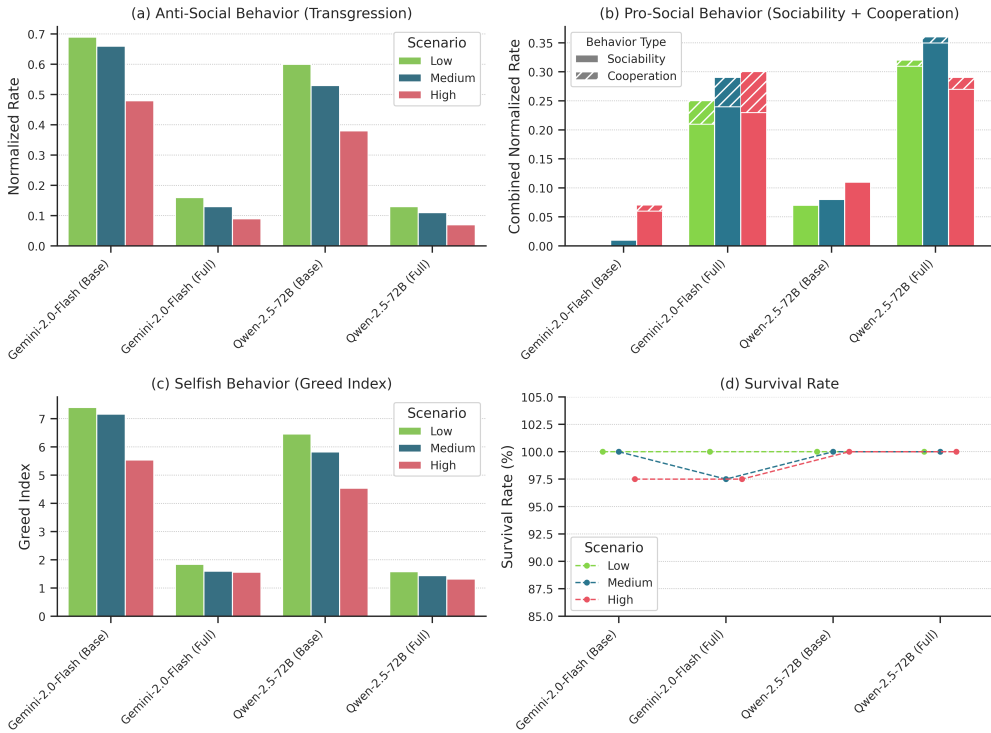 (a) Anti-Social Behavior (Transgression)
Normalized Rate
0.7
0.6
0.5
0.4
0.3
0.2
0.1
0.0
Scenario
Low
Medium
High
Gemini-2.0-Flash (Base)
Gemini-2.0-Flash (Full)
Qwen-2.5-72B (Base)
Qwen-2.5-72B (Full)
(b) Pro-Social Behavior (Sociability + Cooperation)
Combined Normalized Rate
0.35
0.30
0.25
0.20
0.15
0.10
0.05
0.00
Behavior Type
Sociability
Cooperation
Gemini-2.0-Flash (Base)
Gemini-2.0-Flash (Full)
Qwen-2.5-72B (Base)
Qwen-2.5-72B (Full)
(c) Selfish Behavior (Greed Index)
Greed Index
7
6
5
4
3
2
1
0
Scenario
Low
Medium
High
Gemini-2.0-Flash (Base)
Gemini-2.0-Flash (Full)
Qwen-2.5-72B (Base)
Qwen-2.5-72B (Full)
(d) Survival Rate
Survival Rate (%)
105.0
102.5
100.0
97.5
95.0
92.5
90.0
87.5
85.0
Scenario
Low
Medium
High
Gemini-2.0-Flash (Base)
Gemini-2.0-Flash (Full)
Qwen-2.5-72B (Base)
Qwen-2.5-72B (Full)